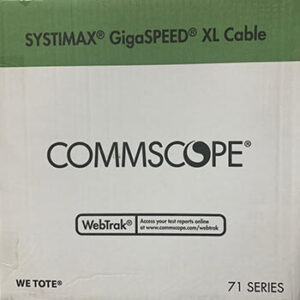 SYSTIMAX® GigaSPEED® XL Cable
COMMSCOPE®
WebTrak® Access your test reports online
at www.commscope.com/webtrak
WE TOTE® 71 SERIES